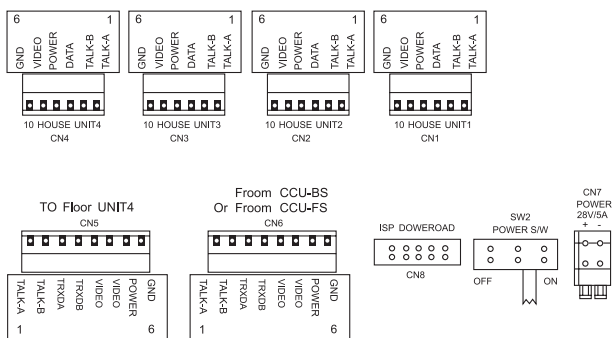 6 1
GND VIDEO POWER DATA TALK-B TALK-A
10 HOUSE UNIT4
CN4
6 1
GND VIDEO POWER DATA TALK-B TALK-A
10 HOUSE UNIT3
CN3
6 1
GND VIDEO POWER DATA TALK-B TALK-A
10 HOUSE UNIT2
CN2
6 1
GND VIDEO POWER DATA TALK-B TALK-A
10 HOUSE UNIT1
CN1
TO Floor UNIT4
CN5
TALK-A TALK-B TRXDA TRXDB VIDEO VIDEO POWER GND
1 6
Froom CCU-BS
Or Froom CCU-FS
CN6
TALK-A TALK-B TRXDA TRXDB VIDEO VIDEO POWER GND
1 6
ISP DOWEROAD
CN8
SW2
POWER S/W
OFF ON
CN7
POWER
28V/5A
+ -